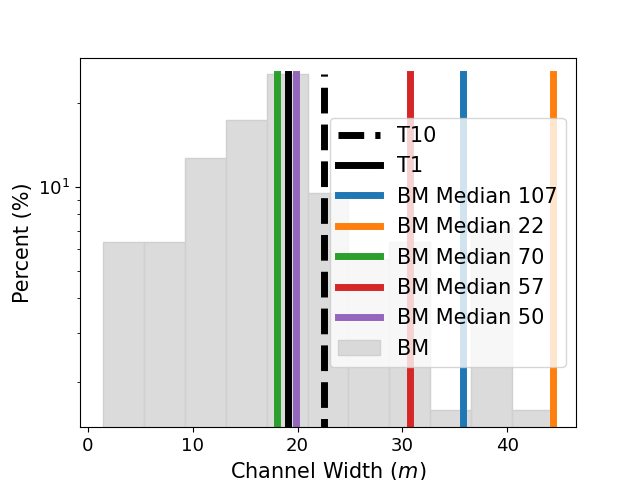 10¹
Percent (%)
T10
T1
BM Median 107
BM Median 22
BM Median 70
BM Median 57
BM Median 50
BM
0 10 20 30 40
Channel Width (m)